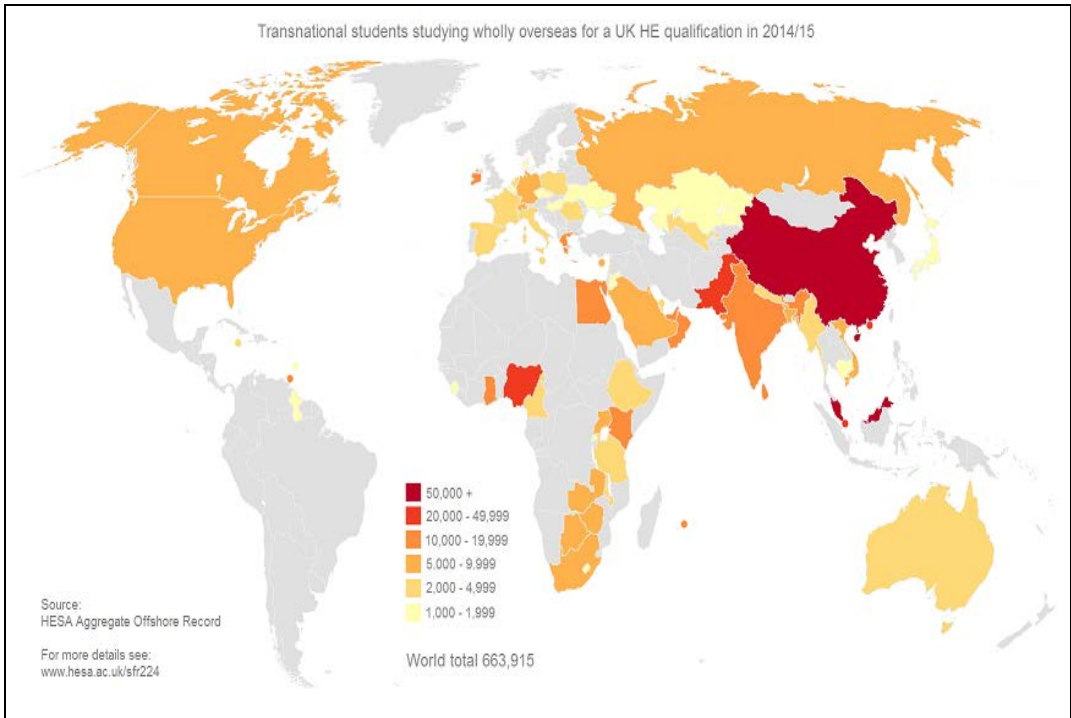 Transnational students studying wholly overseas for a UK HE qualification in 2014/15
50,000 +
20,000 - 49,999
10,000 - 19,999
5,000 - 9,999
2,000 - 4,999
1,000 - 1,999
Source:
HESA Aggregate Offshore Record
For more details see:
www.hesa.ac.uk/sfr224
World total 663,915